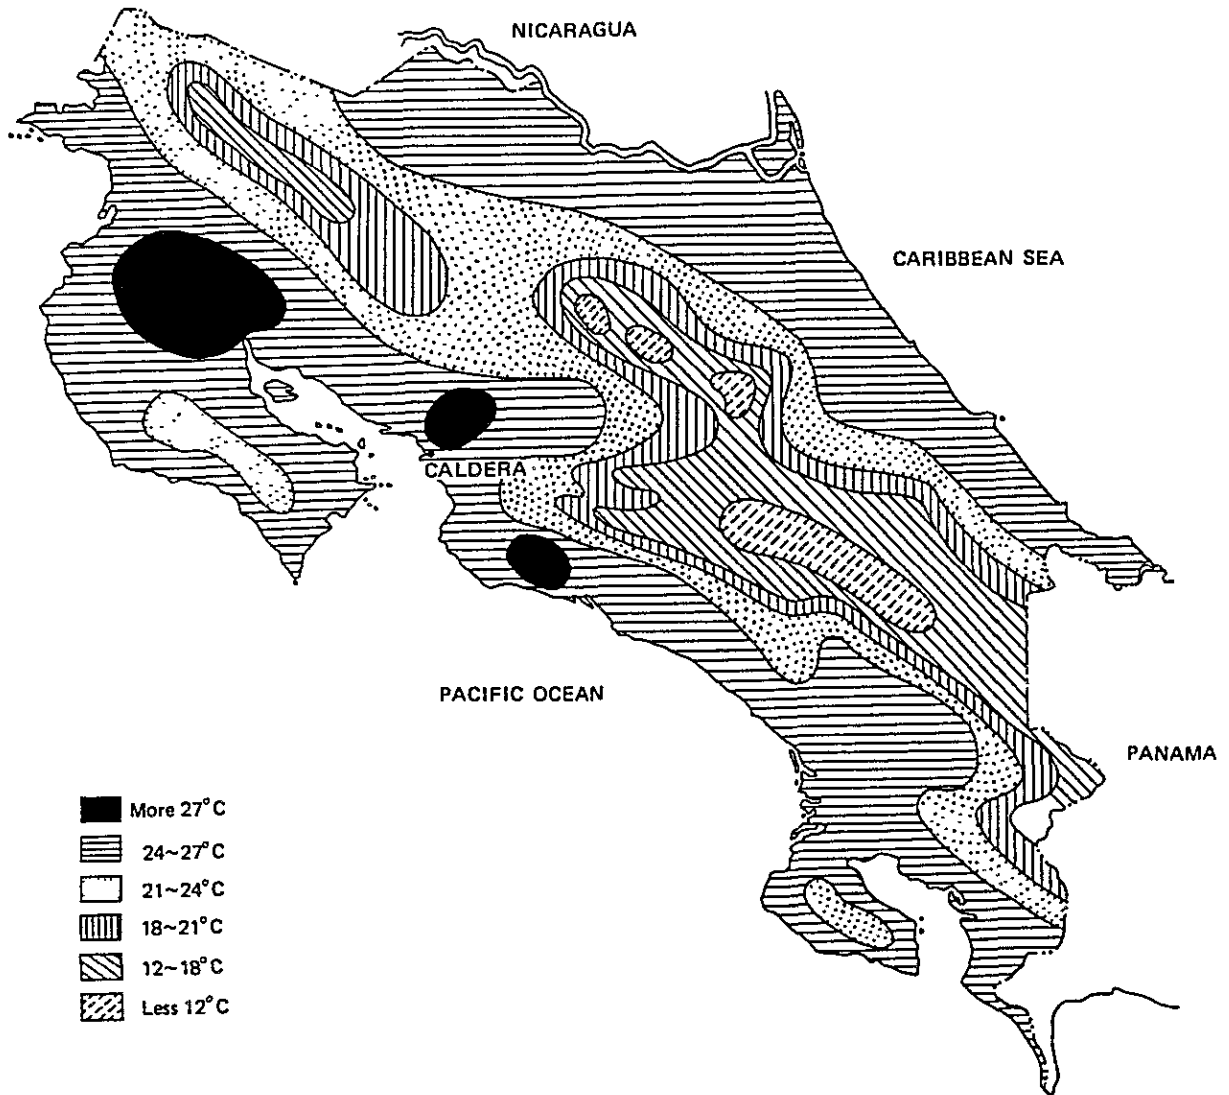 NICARAGUA
CARIBBEAN SEA
CALDERA
PACIFIC OCEAN
PANAMA
More 27°C
24~27°C
21~24°C
18~21°C
12~18°C
Less 12°C